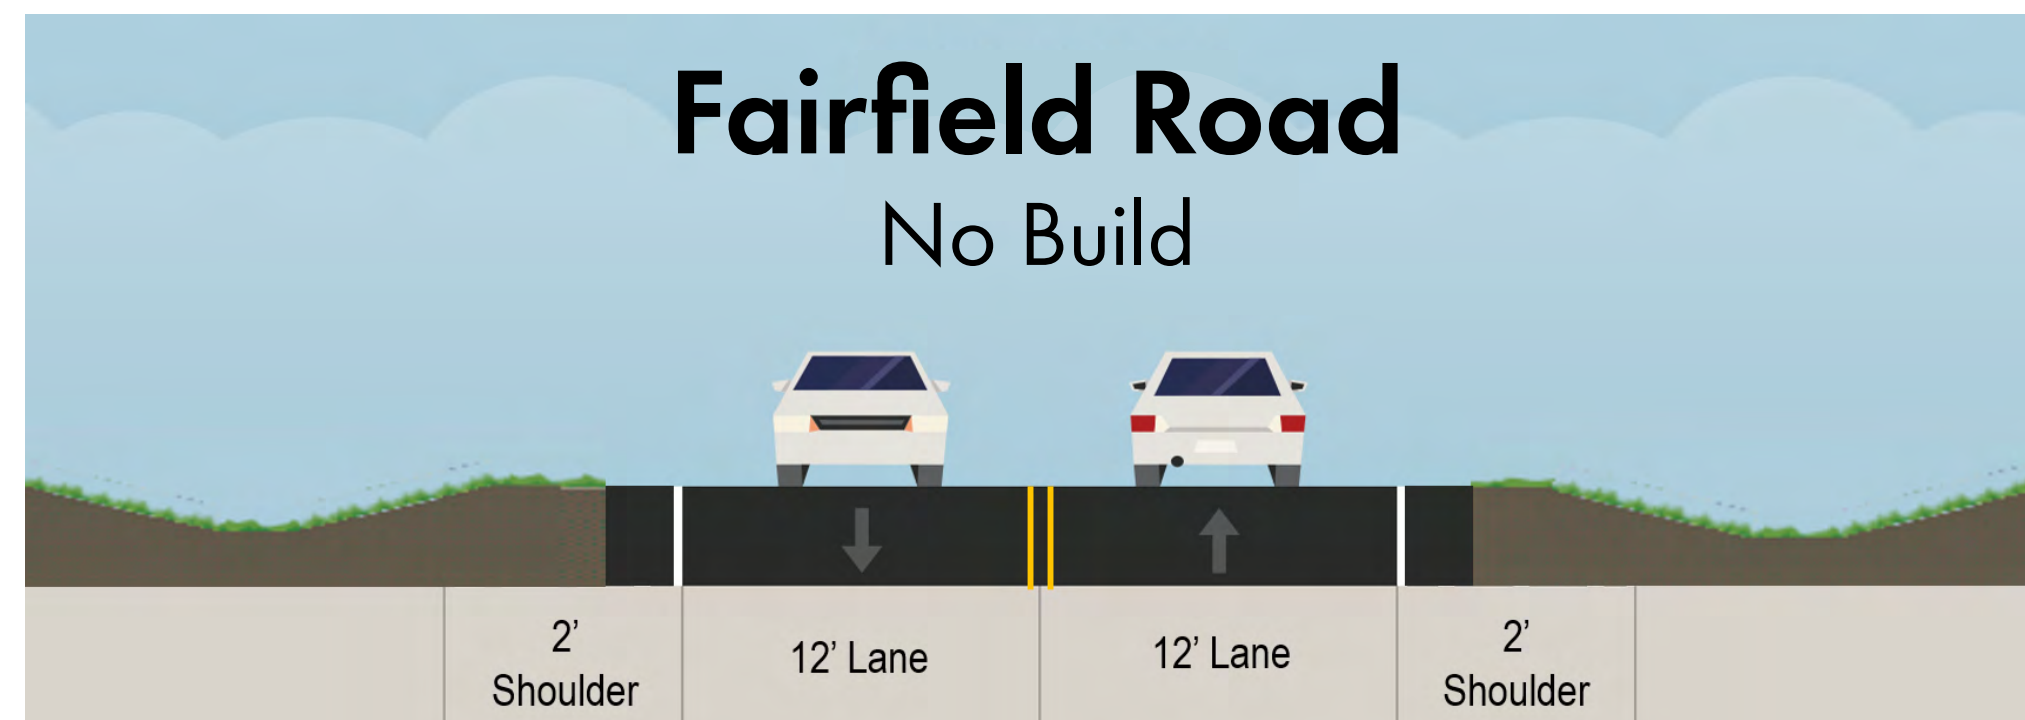 Fairfield Road
No Build
2’
Shoulder
12’ Lane
12’ Lane
2’
Shoulder